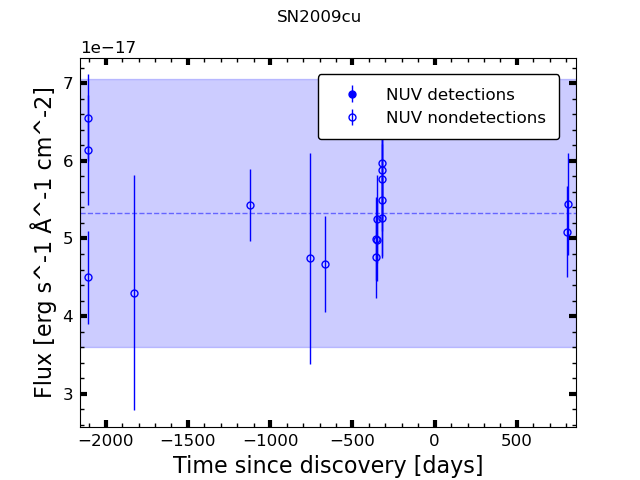 SN2009cu
1e−17
7
6
5
4
3
Flux [erg s^-1 Å^-1 cm^-2]
NUV detections
NUV nondetections
−2000 −1500 −1000 −500 0 500
Time since discovery [days]